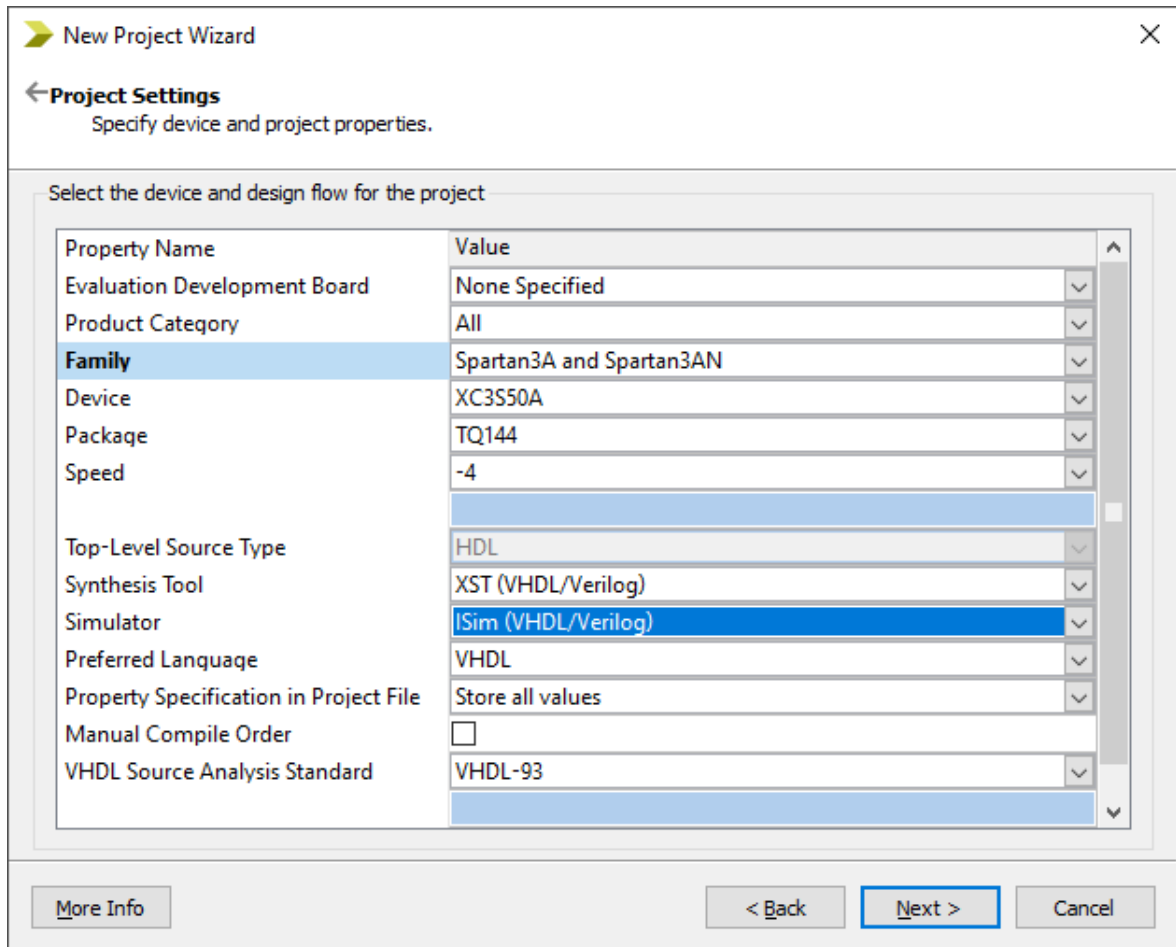 New Project Wizard
Project Settings
Specify device and project properties.
Select the device and design flow for the project
Property Name Value
Evaluation Development Board None Specified
Product Category All
Family Spartan3A and Spartan3AN
Device XC3S50A
Package TQ144
Speed -4
Top-Level Source Type HDL
Synthesis Tool XST (VHDL/Verilog)
Simulator ISim (VHDL/Verilog)
Preferred Language VHDL
Property Specification in Project File Store all values
Manual Compile Order
VHDL Source Analysis Standard VHDL-93
More Info < Back Next > Cancel